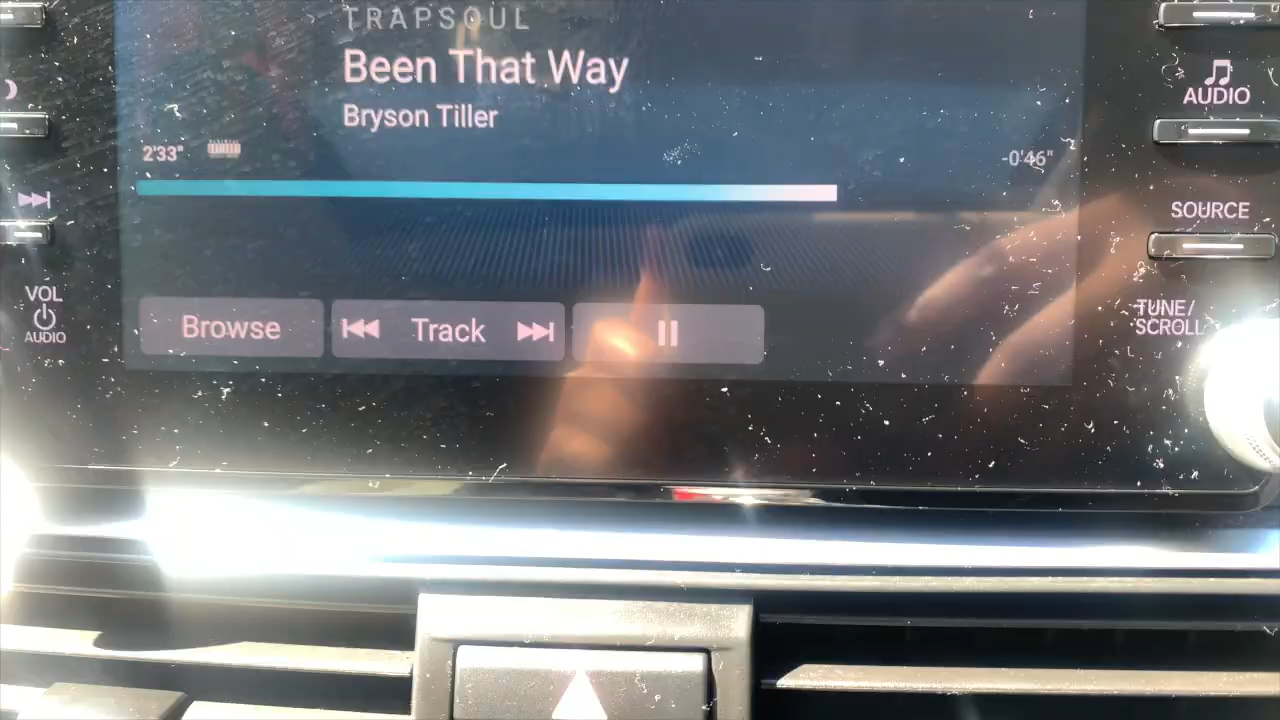 TRAPSOUL
Been That Way
Bryson Tiller
2'33"
-0'46"
Browse
Track
AUDIO
SOURCE
TUNE/
SCROLL
VOL
AUDIO